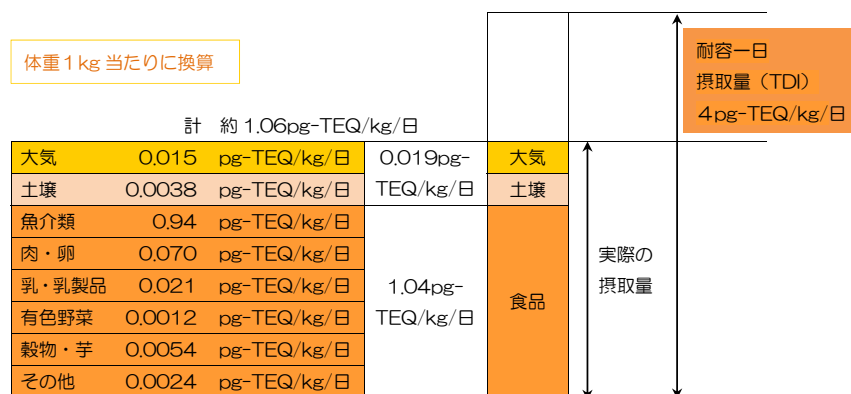 体重１kg 当たりに換算
耐容一日
摂取量（TDI）
４pg-TEQ/kg/日
計　約 1.06pg-TEQ/kg/日
大気　0.015　pg-TEQ/kg/日　0.019pg-　大気
土壌　0.0038　pg-TEQ/kg/日　TEQ/kg/日　土壌
魚介類　0.94　pg-TEQ/kg/日
肉・卵　0.070　pg-TEQ/kg/日　実際の
乳・乳製品　0.021　pg-TEQ/kg/日　1.04pg-　食品　摂取量
有色野菜　0.0012　pg-TEQ/kg/日　TEQ/kg/日
穀物・芋　0.0054　pg-TEQ/kg/日
その他　0.0024　pg-TEQ/kg/日